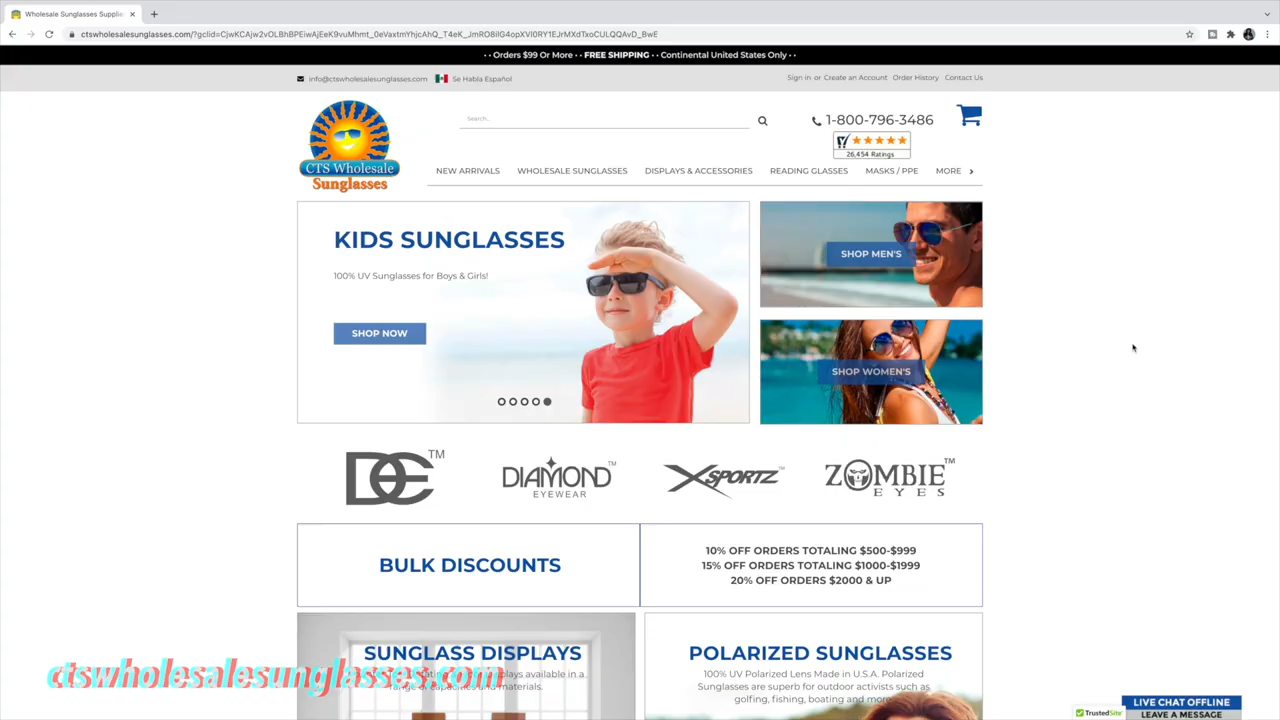 Wholesale Sunglasses Supplie
ctswholesalesunglasses.com/?gclid=CjwKCAjw2vOLBhBPEiwAjEeK9vuMhmt_0eVaxtmYhjcAhQ_T4eK_JmRO8ilG4opXVI0RY1EJrMXdTxoCULQQAvD_BwE
• • Orders $99 Or More • • FREE SHIPPING • • Continental United States Only • •
info@ctswholesalesunglasses.com Se Habla Español
Sign in or Create an Account Order History Contact Us
Search...
1-800-796-3486
26,454 Ratings
CTS Wholesale
Sunglasses
NEW ARRIVALS WHOLESALE SUNGLASSES DISPLAYS & ACCESSORIES READING GLASSES MASKS / PPE MORE
KIDS SUNGLASSES
100% UV Sunglasses for Boys & Girls!
SHOP NOW
SHOP MEN'S
SHOP WOMEN'S
DE™
DIAMOND™
EYEWEAR
XSPORTZ™
ZOMBIE™
EYES
BULK DISCOUNTS
10% OFF ORDERS TOTALING $500-$999
15% OFF ORDERS TOTALING $1000-$1999
20% OFF ORDERS $2000 & UP
SUNGLASS DISPLAYS
displays available in a
range of capacities and materials.
POLARIZED SUNGLASSES
100% UV Polarized Lens Made in U.S.A. Polarized
Sunglasses are superb for outdoor activists such as
golfing, fishing, boating and more
ctswholesalesunglasses.com
TrustedSite
LIVE CHAT OFFLINE
LEAVE A MESSAGE